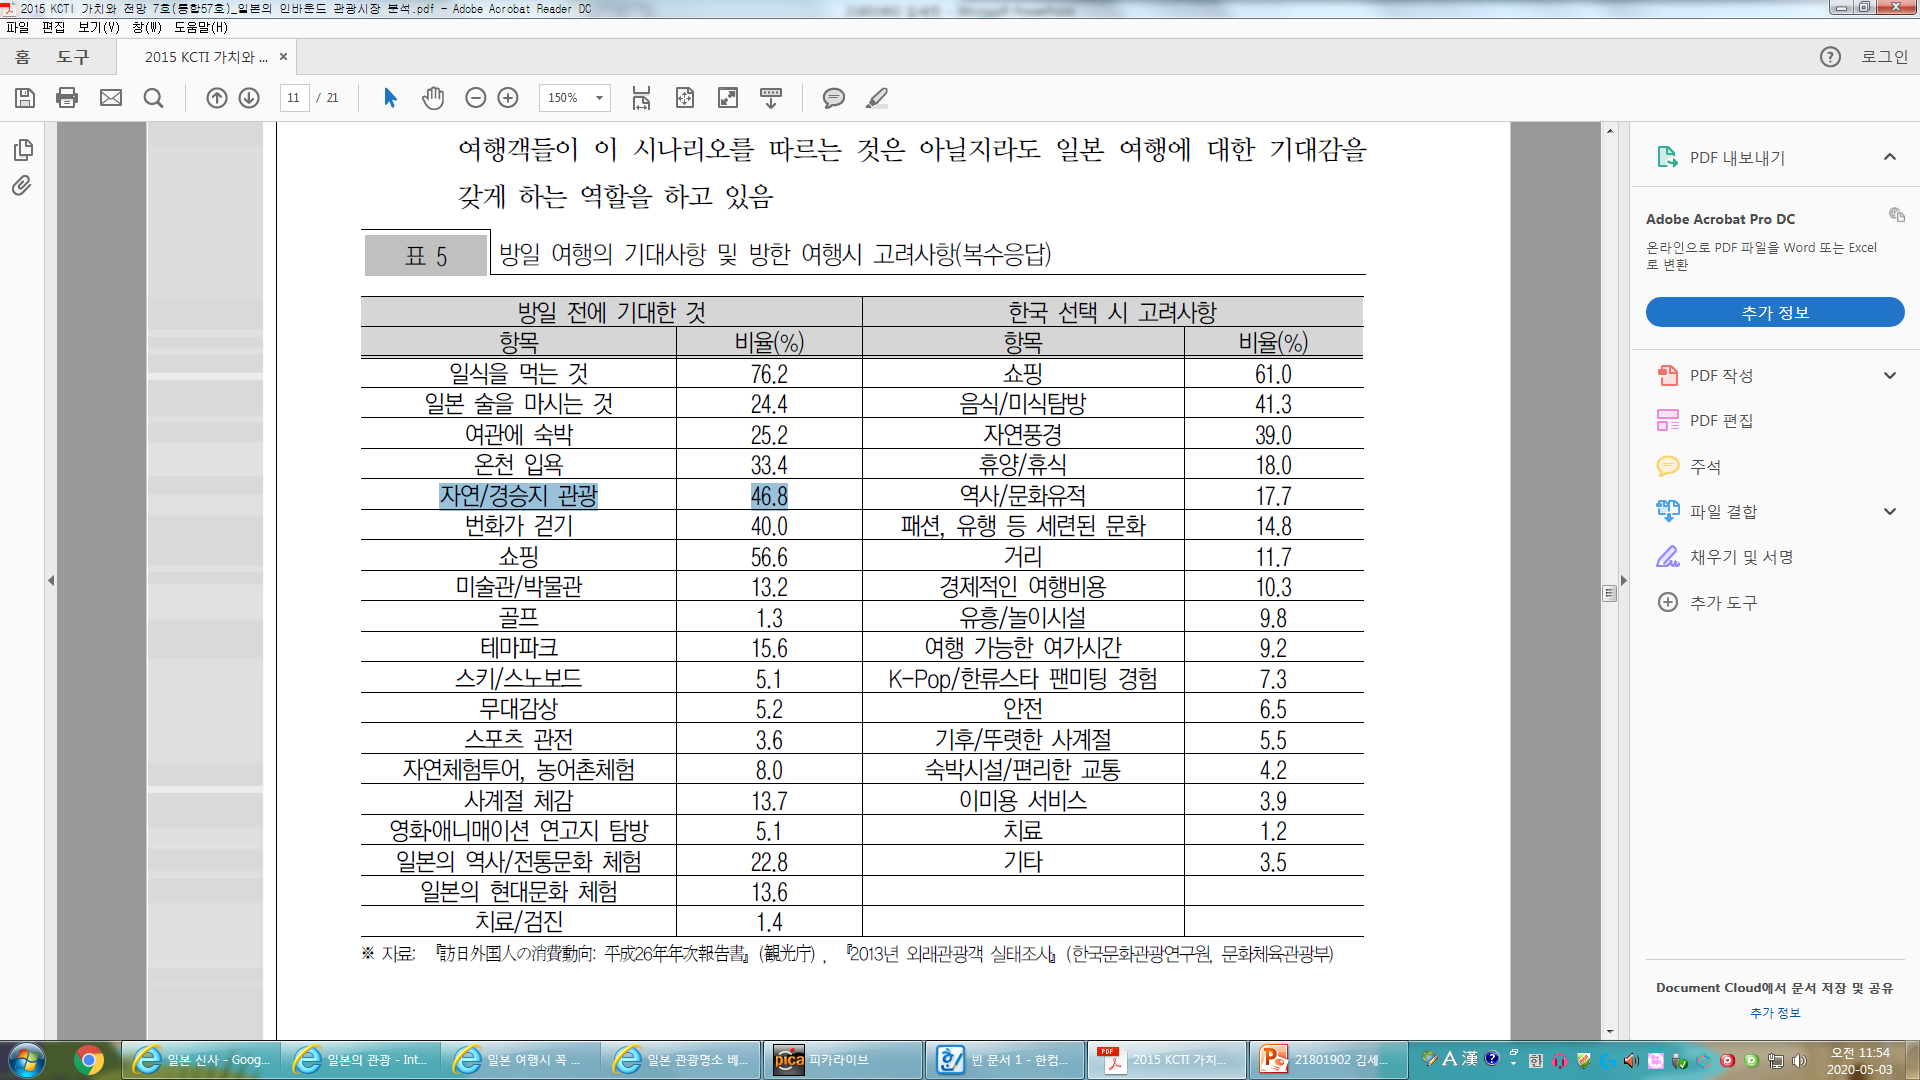 2015 KCTI 가치와 전망 7호(통합57호)_일본의 인바운드 관광시장 분석.pdf - Adobe Acrobat Reader DC
파일 편집 보기(V) 창(W) 도움말(H)
홈 도구 2015 KCTI 가치와 ... × 로그인
11 / 21 150%
여행객들이 이 시나리오를 따르는 것은 아닐지라도 일본 여행에 대한 기대감을
갖게 하는 역할을 하고 있음
표 5 방일 여행의 기대사항 및 방한 여행시 고려사항(복수응답)
방일 전에 기대한 것 한국 선택 시 고려사항
항목 비율(%) 항목 비율(%)
일식을 먹는 것 76.2 쇼핑 61.0
일본 술을 마시는 것 24.4 음식/미식탐방 41.3
여관에 숙박 25.2 자연풍경 39.0
온천 입욕 33.4 휴양/휴식 18.0
자연/경승지 관광 46.8 역사/문화유적 17.7
번화가 걷기 40.0 패션, 유행 등 세련된 문화 14.8
쇼핑 56.6 거리 11.7
미술관/박물관 13.2 경제적인 여행비용 10.3
골프 1.3 유흥/놀이시설 9.8
테마파크 15.6 여행 가능한 여가시간 9.2
스키/스노보드 5.1 K-Pop/한류스타 팬미팅 경험 7.3
무대감상 5.2 안전 6.5
스포츠 관전 3.6 기후/뚜렷한 사계절 5.5
자연체험투어, 농어촌체험 8.0 숙박시설/편리한 교통 4.2
사계절 체감 13.7 이미용 서비스 3.9
영화·애니메이션 연고지 탐방 5.1 치료 1.2
일본의 역사/전통문화 체험 22.8 기타 3.5
일본의 현대문화 체험 13.6
치료/검진 1.4
※ 자료: 『訪日外国人の消費動向: 平成26年年次報告書』(観光庁), 『2013년 외래관광객 실태조사』(한국문화관광연구원, 문화체육관광부)
PDF 내보내기
Adobe Acrobat Pro DC
온라인으로 PDF 파일을 Word 또는 Excel
로 변환
추가 정보
PDF 작성
PDF 편집
주석
파일 결합
채우기 및 서명
추가 도구
Document Cloud에서 문서 저장 및 공유
추가 정보
일본 신사 - Goog... 일본의 관광 - Int... 일본 여행시 꼭 ... 일본 관광명소 베... pica 피카라이브 빈 문서 1 - 한컴... PDF 2015 KCTI 가치... 21801902 김세... A 漢 오전 11:54
2020-05-03